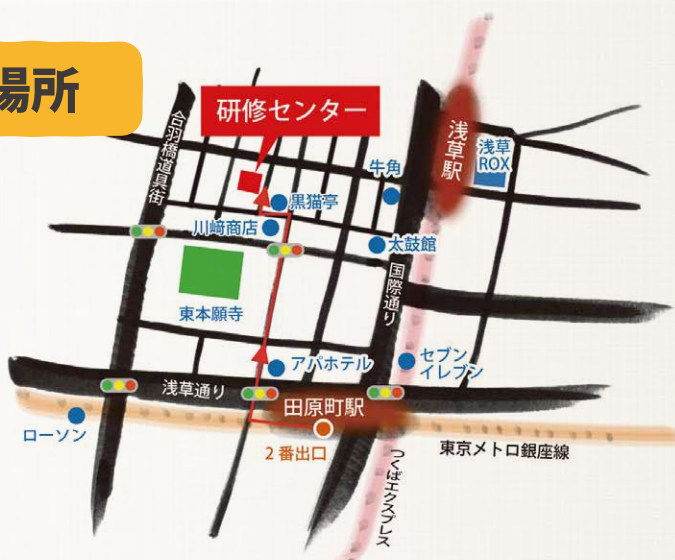 場所
研修センター
合羽橋道具街
浅草駅
浅草
ROX
牛角
黒猫亭
川﨑商店
太鼓館
国際通り
東本願寺
アパホテル
セブン
イレブン
浅草通り
田原町駅
ローソン
2番出口
東京メトロ銀座線
つくばエクスプレス